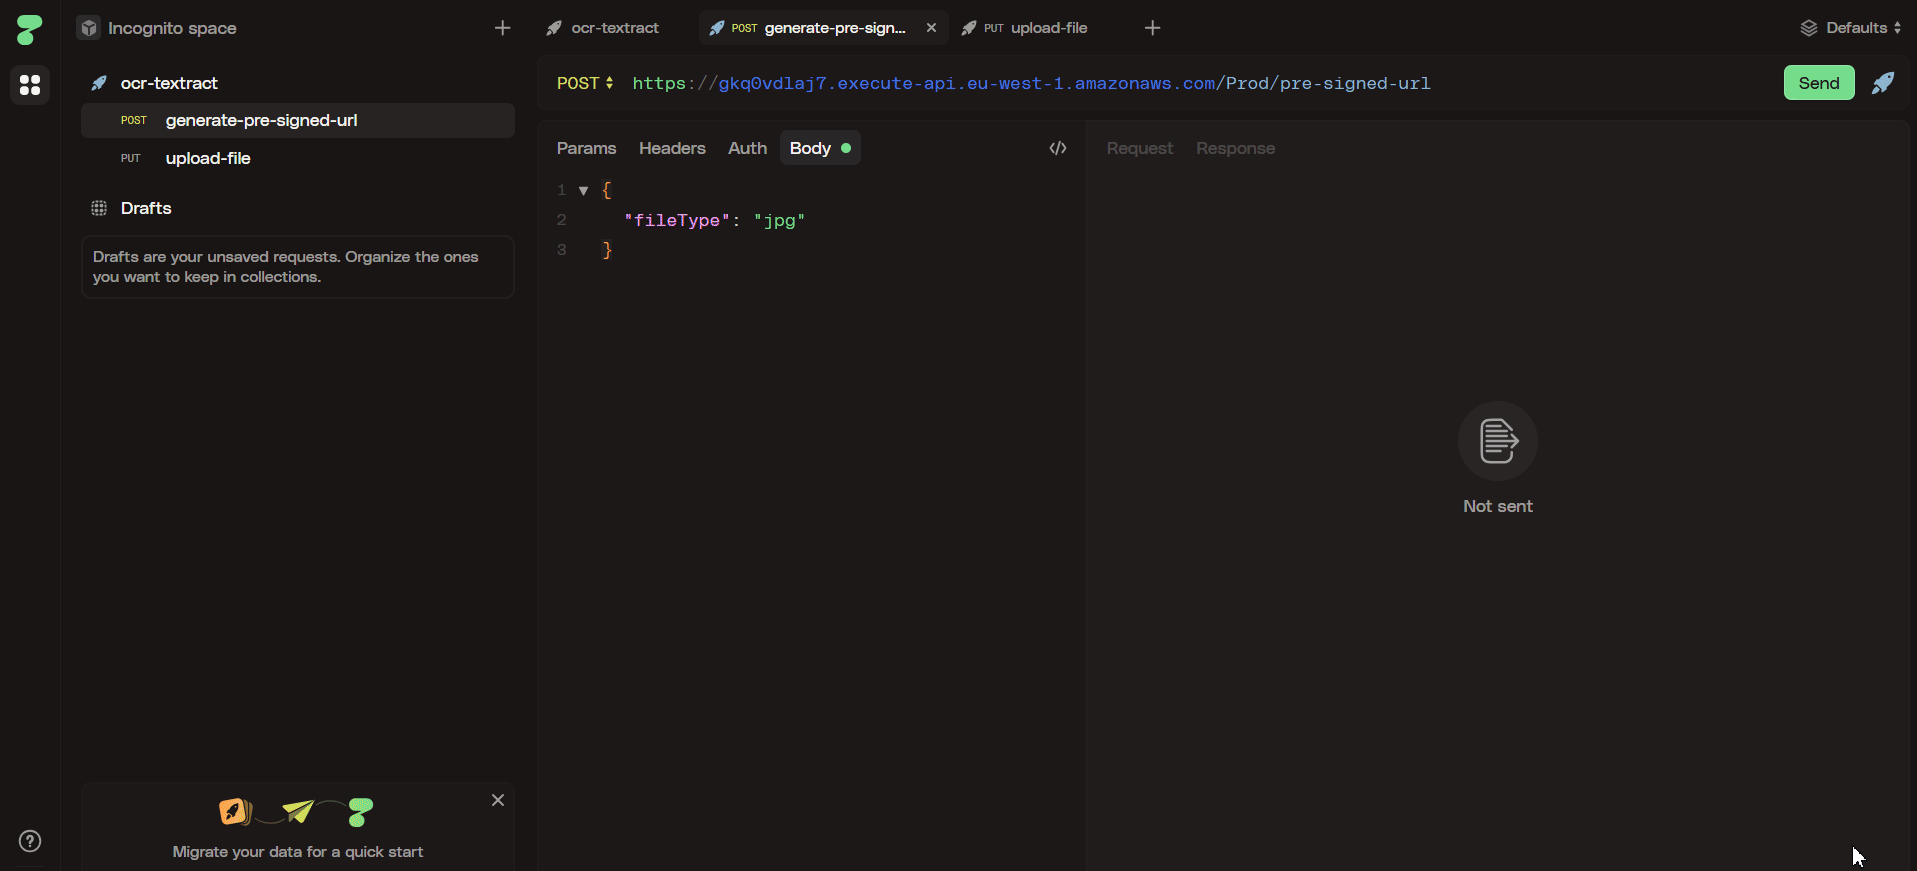 Incognito space
ocr-textract
POST generate-pre-signed-url
PUT upload-file
Drafts
Drafts are your unsaved requests. Organize the ones
you want to keep in collections.
Migrate your data for a quick start
ocr-textract
POST generate-pre-sign...
PUT upload-file
Defaults
POST https://gkq0vdlaj7.execute-api.eu-west-1.amazonaws.com/Prod/pre-signed-url
Send
Params Headers Auth Body </>
1 {
2 "fileType": "jpg"
3 }
Request Response
Not sent